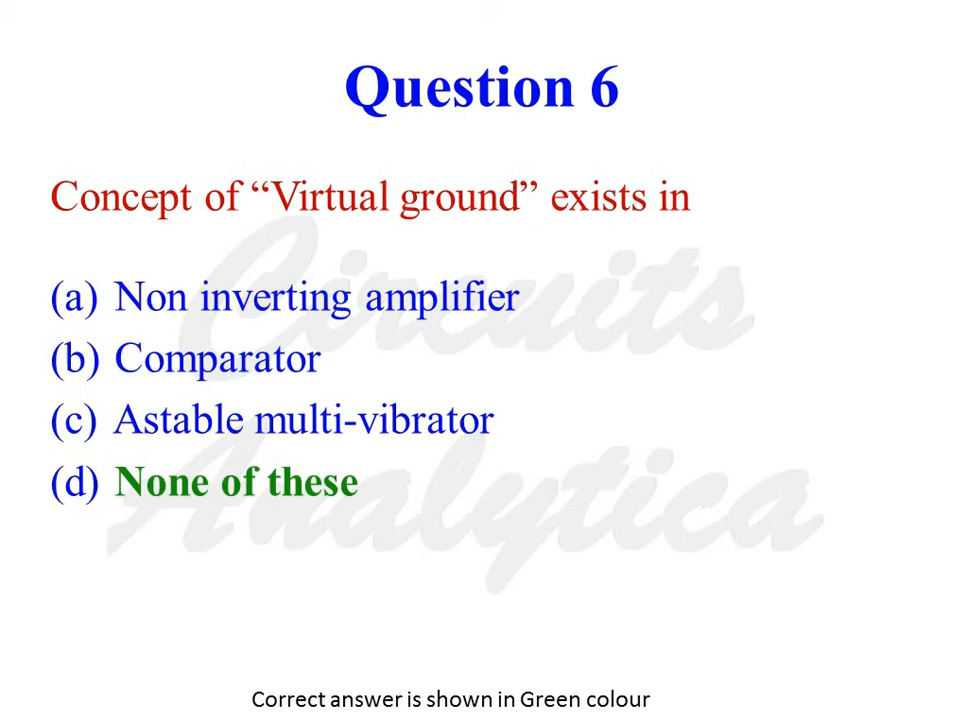 Question 6
Concept of “Virtual ground” exists in
(a) Non inverting amplifier
(b) Comparator
(c) Astable multi-vibrator
(d) None of these
Circuits
Analytica
Correct answer is shown in Green colour